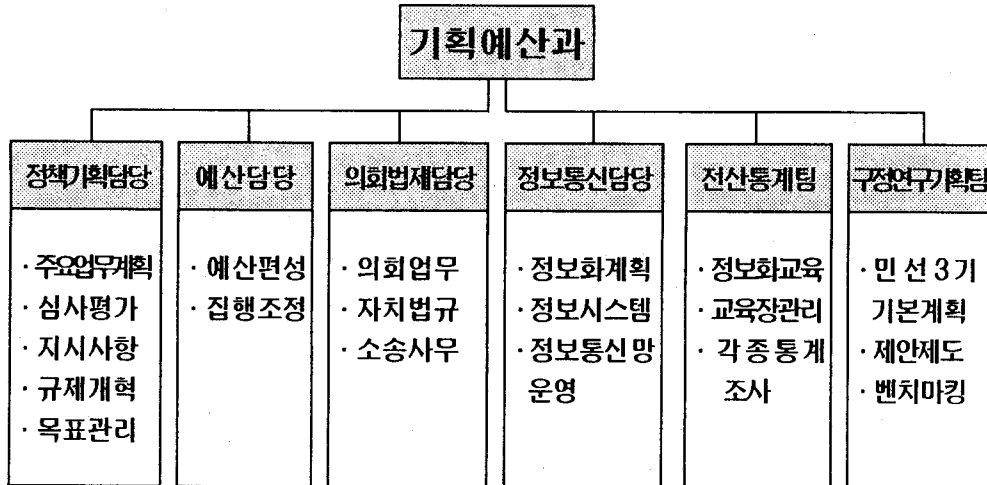 기획예산과
정책기획담당
· 주요업무계획
· 심사평가
· 지시사항
· 규제개혁
· 목표관리
예산담당
· 예산편성
· 집행조정
의회법제담당
· 의회업무
· 자치법규
· 소송사무
정보통신담당
· 정보화계획
· 정보시스템
· 정보통신망
운영
전산통계팀
· 정보화교육
· 교육장관리
· 각종통계
조사
구정연구기획팀
· 민선3기
기본계획
· 제안제도
· 벤치마킹